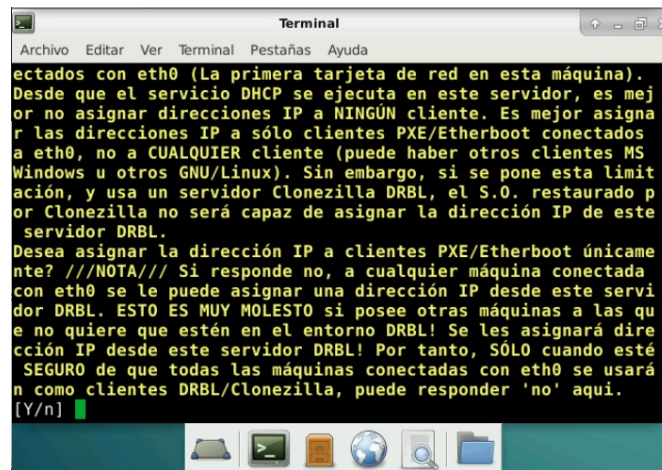 Terminal
Archivo Editar Ver Terminal Pestañas Ayuda
ectados con eth0 (La primera tarjeta de red en esta máquina).
Desde que el servicio DHCP se ejecuta en este servidor, es mej
or no asignar direcciones IP a NINGÚN cliente. Es mejor asigna
r las direcciones IP a sólo clientes PXE/Etherboot conectados
a eth0, no a CUALQUIER cliente (puede haber otros clientes MS
Windows u otros GNU/Linux). Sin embargo, si se pone esta limit
ación, y usa un servidor Clonezilla DRBL, el S.O. restaurado p
or Clonezilla no será capaz de asignar la dirección IP de este
servidor DRBL.
Desea asignar la dirección IP a clientes PXE/Etherboot únicame
nte? ///NOTA/// Si responde no, a cualquier máquina conectada
con eth0 se le puede asignar una dirección IP desde este servi
dor DRBL. ESTO ES MUY MOLESTO si posee otras máquinas a las qu
e no quiere que estén en el entorno DRBL! Se les asignará dire
cción IP desde este servidor DRBL! Por tanto, SÓLO cuando esté
SEGURO de que todas las máquinas conectadas con eth0 se usará
n como clientes DRBL/Clonezilla, puede responder 'no' aqui.
[Y/n]